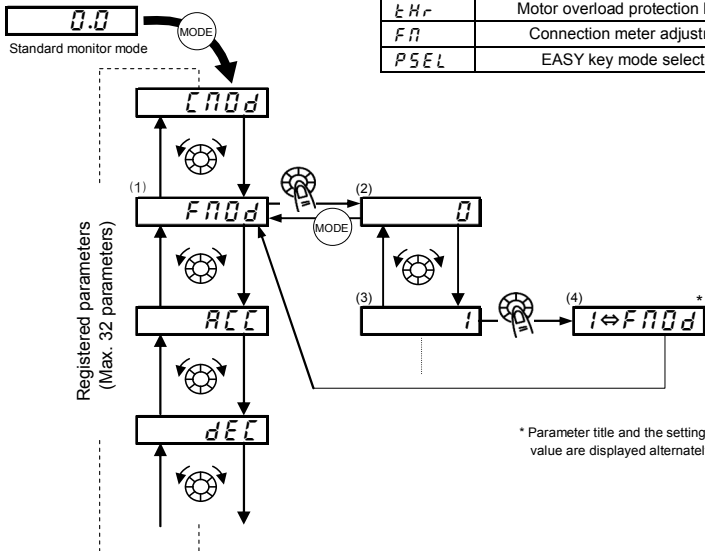 0.0
Standard monitor mode
MODE
tHr Motor overload protection
FM Connection meter adjust
PSEL EASY key mode select
CMOd
(1)
FMOd
(2)
0
MODE
(3)
1
(4)
1⇔FMOd
*
ACC
dEC
Registered parameters
(Max. 32 parameters)
* Parameter title and the setting
value are displayed